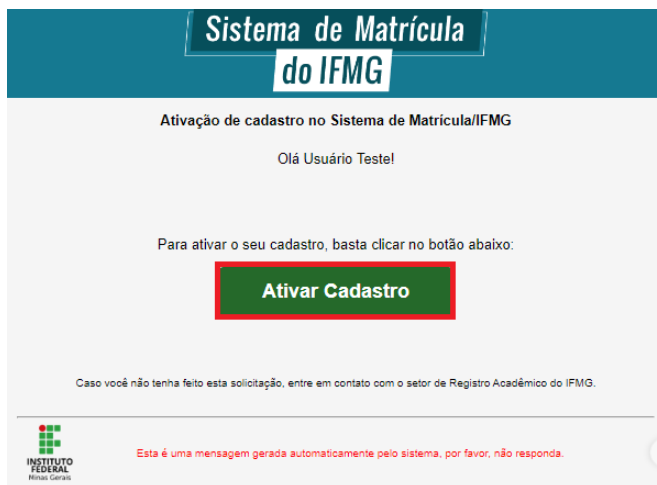 Sistema de Matrícula
do IFMG
Ativação de cadastro no Sistema de Matrícula/IFMG
Olá Usuário Teste!
Para ativar o seu cadastro, basta clicar no botão abaixo:
Ativar Cadastro
Caso você não tenha feito esta solicitação, entre em contato com o setor de Registro Acadêmico do IFMG.
INSTITUTO
FEDERAL
Minas Gerais
Esta é uma mensagem gerada automaticamente pelo sistema, por favor, não responda.